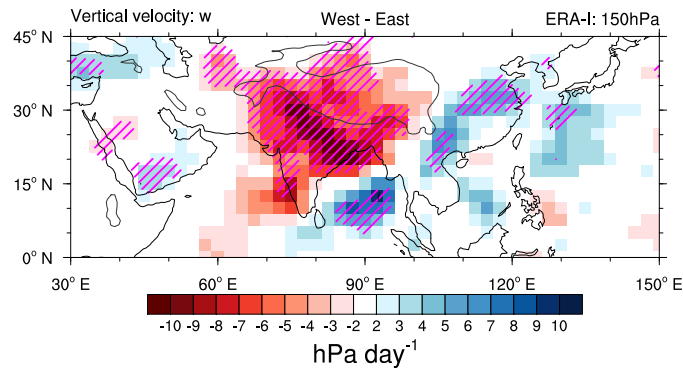 Vertical velocity: w West - East ERA-I: 150hPa
45° N
30° N
15° N
0° N
30° E 60° E 90° E 120° E 150° E
-10 -9 -8 -7 -6 -5 -4 -3 -2 2 3 4 5 6 7 8 9 10
hPa day⁻¹